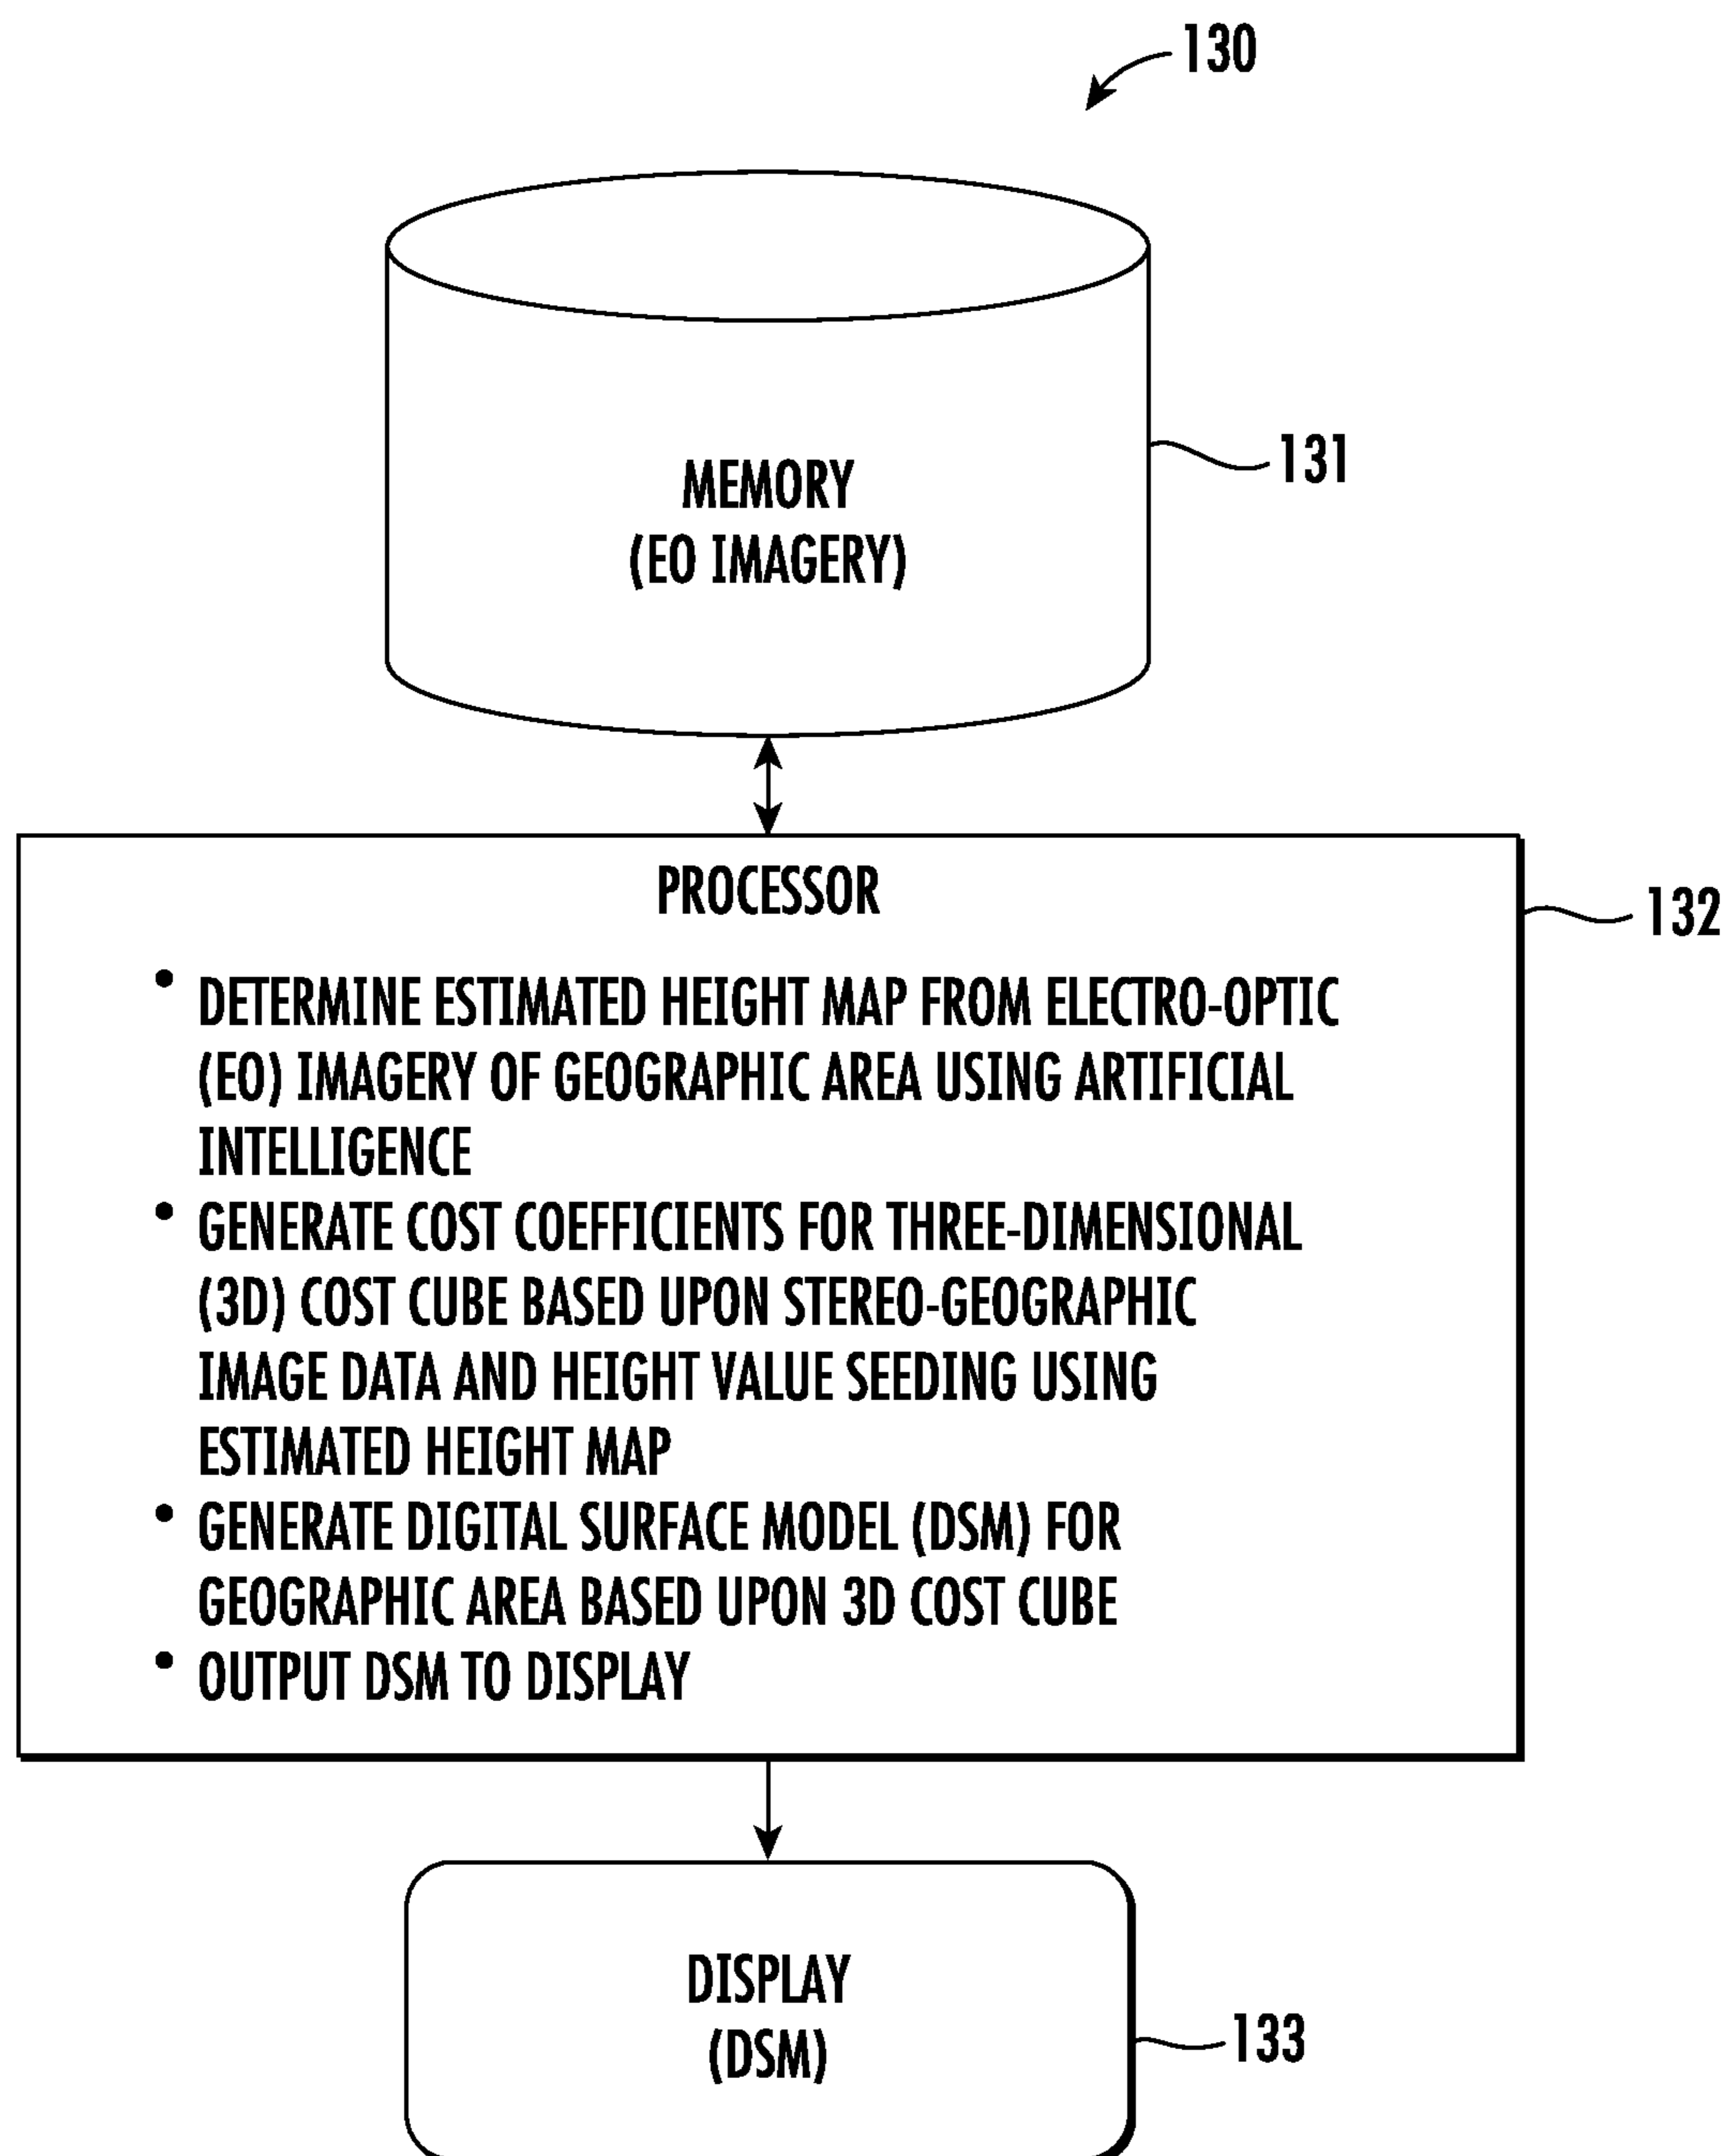 130
MEMORY
(EO IMAGERY)
131
PROCESSOR
132
• DETERMINE ESTIMATED HEIGHT MAP FROM ELECTRO-OPTIC
(EO) IMAGERY OF GEOGRAPHIC AREA USING ARTIFICIAL
INTELLIGENCE
• GENERATE COST COEFFICIENTS FOR THREE-DIMENSIONAL
(3D) COST CUBE BASED UPON STEREO-GEOGRAPHIC
IMAGE DATA AND HEIGHT VALUE SEEDING USING
ESTIMATED HEIGHT MAP
• GENERATE DIGITAL SURFACE MODEL (DSM) FOR
GEOGRAPHIC AREA BASED UPON 3D COST CUBE
• OUTPUT DSM TO DISPLAY
DISPLAY
(DSM)
133